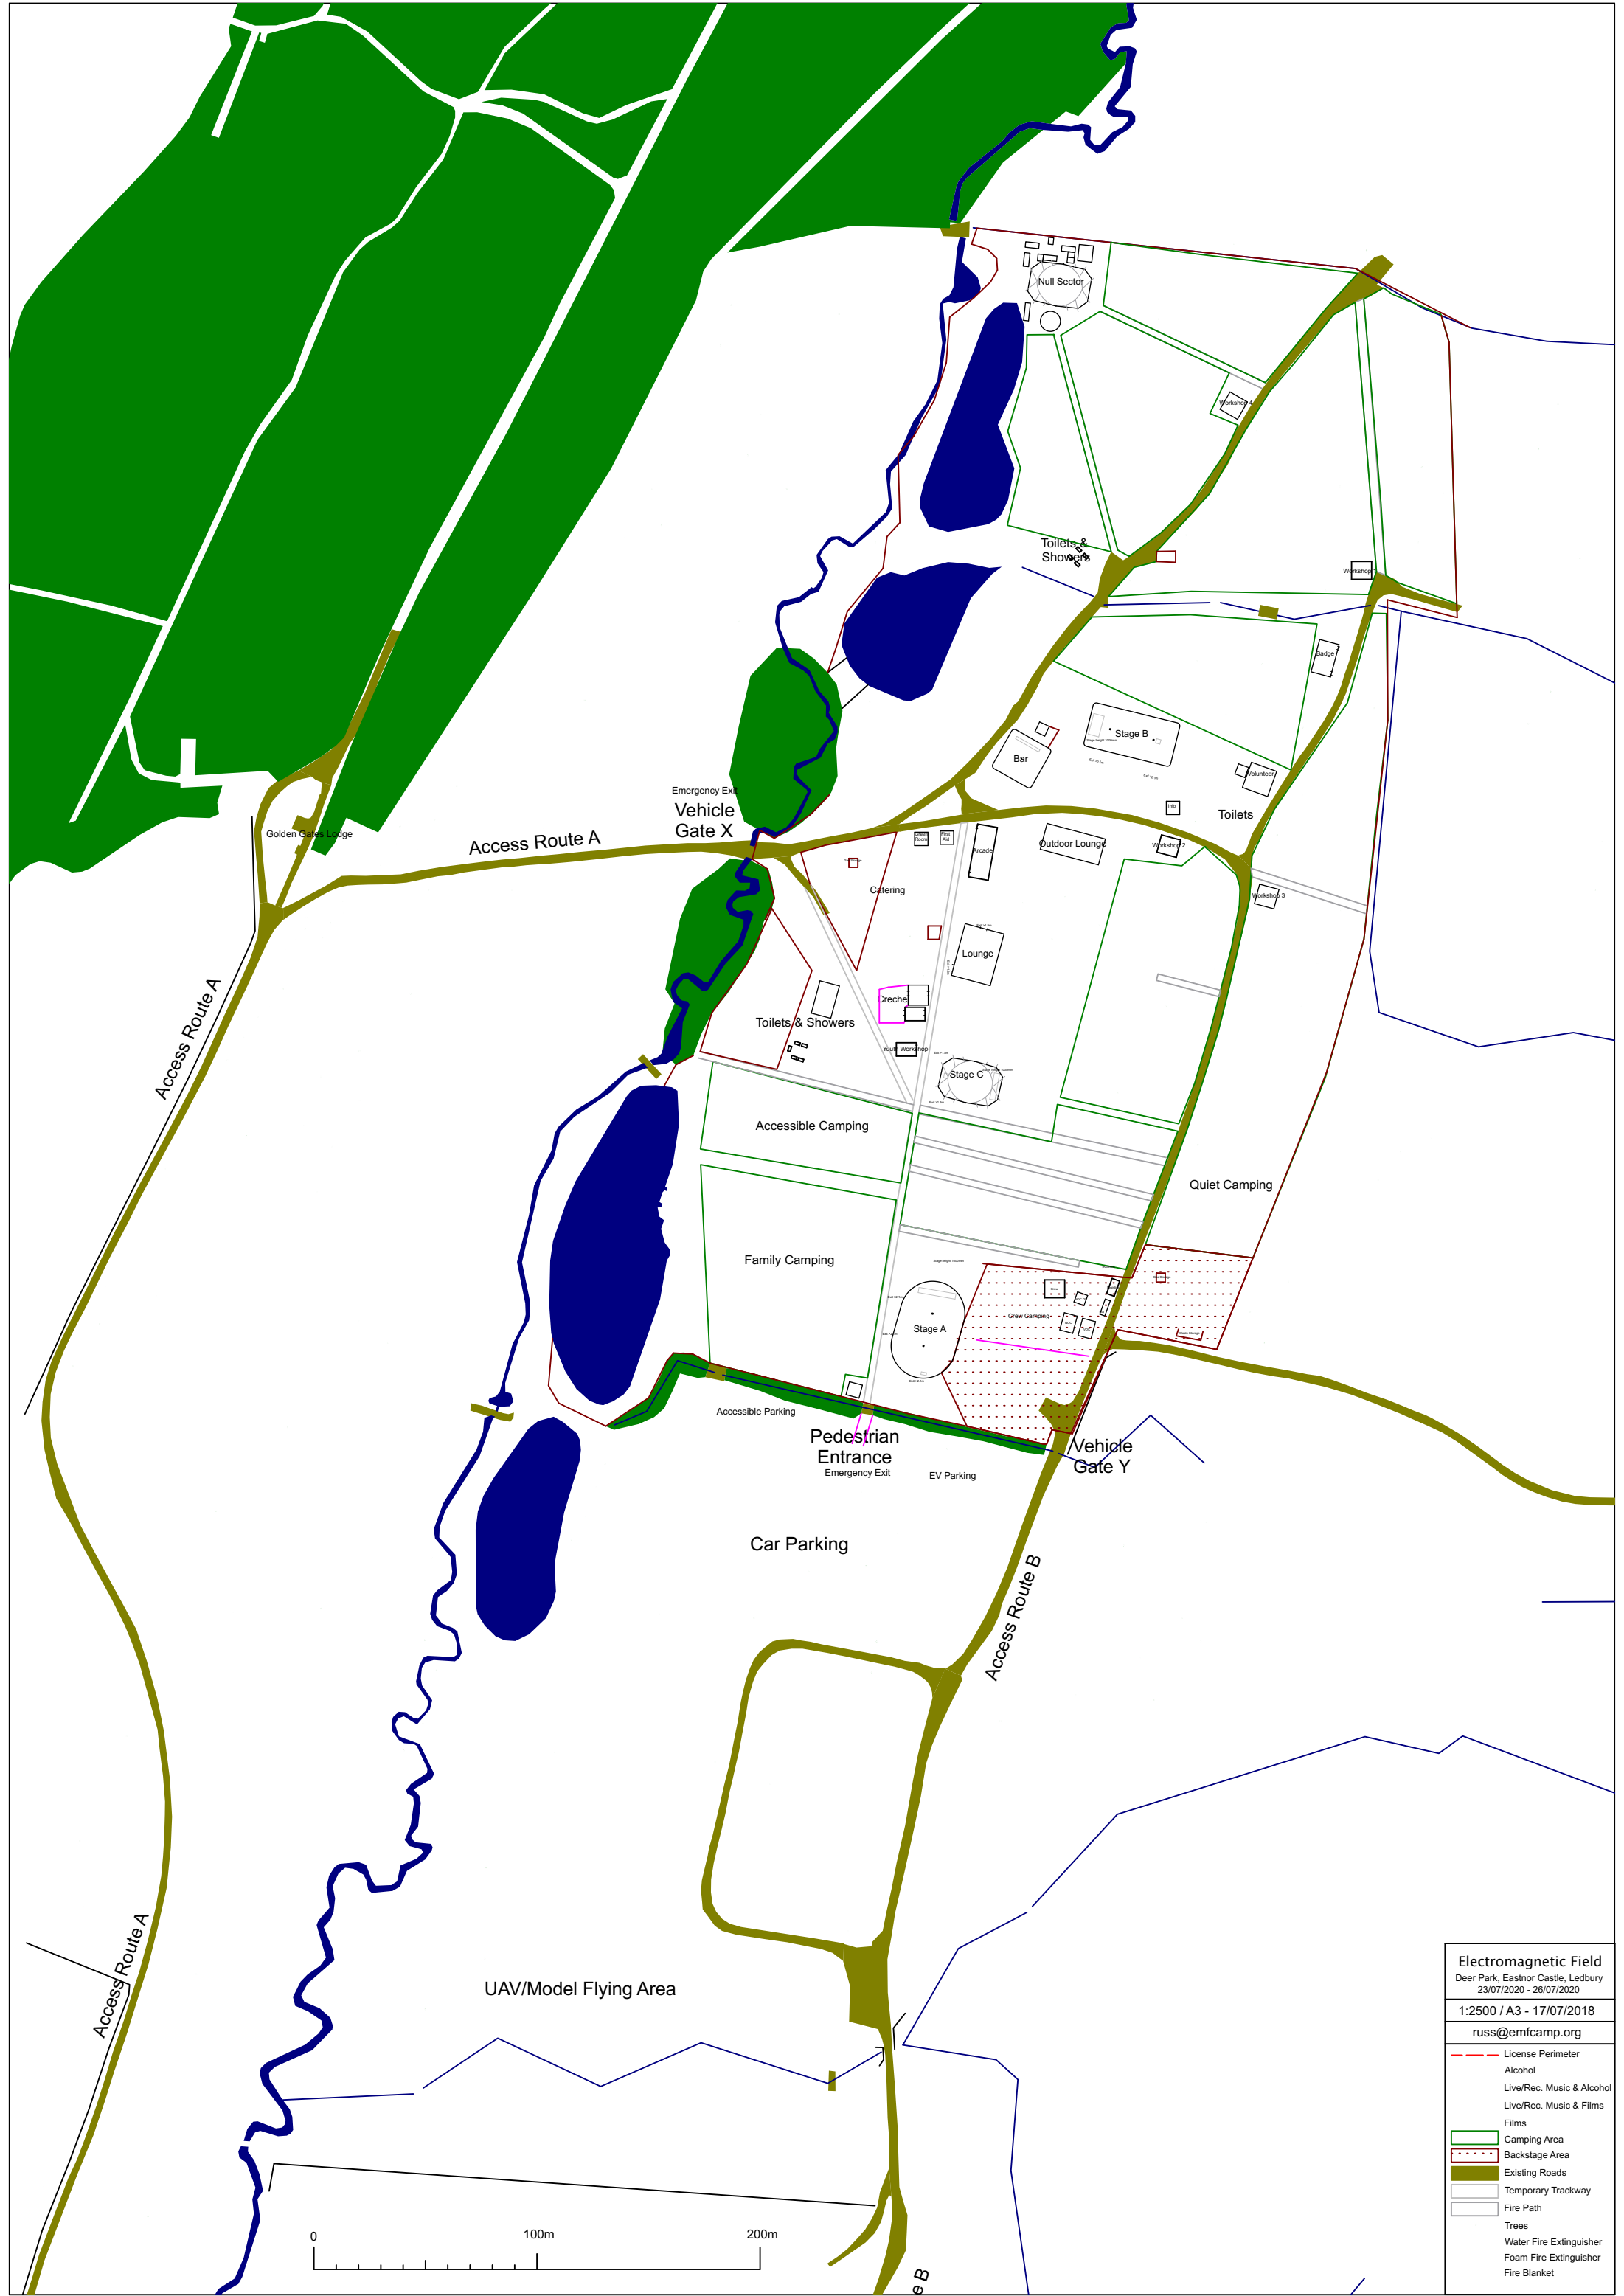 Null Sector
Workshop 4
Toilets &
Showers
Workshop 1
Badge
Stage B
Bar
Volunteer
Emergency Exit
Vehicle
Gate X
Info
Toilets
Golden Gates Lodge
Access Route A
Green
Room
First
Aid
Arcade
Outdoor Lounge
Workshop 2
Catering
Workshop 3
Lounge
Access Route A
Creche
Toilets & Showers
Youth Workshop
Stage C
Accessible Camping
Quiet Camping
Family Camping
Stage A
Crew Camping
Accessible Parking
Pedestrian
Entrance
Emergency Exit
EV Parking
Vehicle
Gate Y
Car Parking
Access Route B
Access Route A
UAV/Model Flying Area
0
100m
200m
e B
Electromagnetic Field
Deer Park, Eastnor Castle, Ledbury
23/07/2020 - 26/07/2020
1:2500 / A3 - 17/07/2018
russ@emfcamp.org
License Perimeter
Alcohol
Live/Rec. Music & Alcohol
Live/Rec. Music & Films
Films
Camping Area
Backstage Area
Existing Roads
Temporary Trackway
Fire Path
Trees
Water Fire Extinguisher
Foam Fire Extinguisher
Fire Blanket